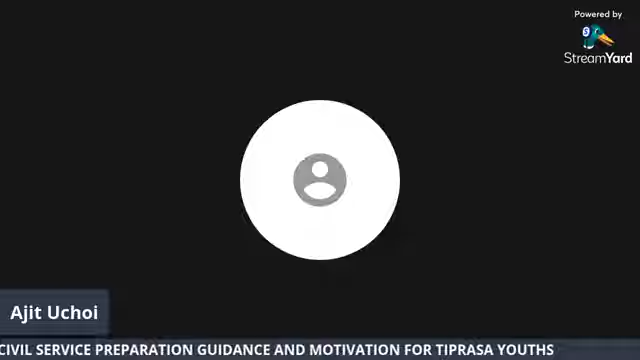 Powered by
StreamYard
Ajit Uchoi
CIVIL SERVICE PREPARATION GUIDANCE AND MOTIVATION FOR TIPRASA YOUTHS